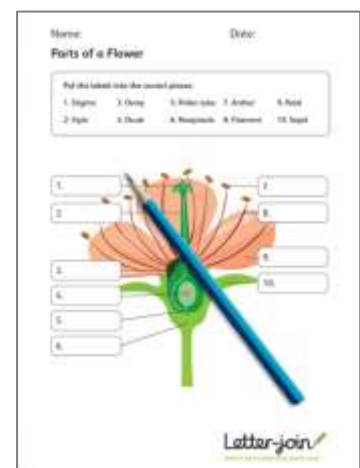 Name: Date:
Parts of a Flower
Put the labels into the correct places.
1. Stigma 3. Ovary 5. Pollen tube 7. Anther 9. Petal
2. Style 4. Ovule 6. Receptacle 8. Filament 10. Sepal
1.
7.
2.
8.
3.
9.
4.
10.
5.
6.
Letter-join